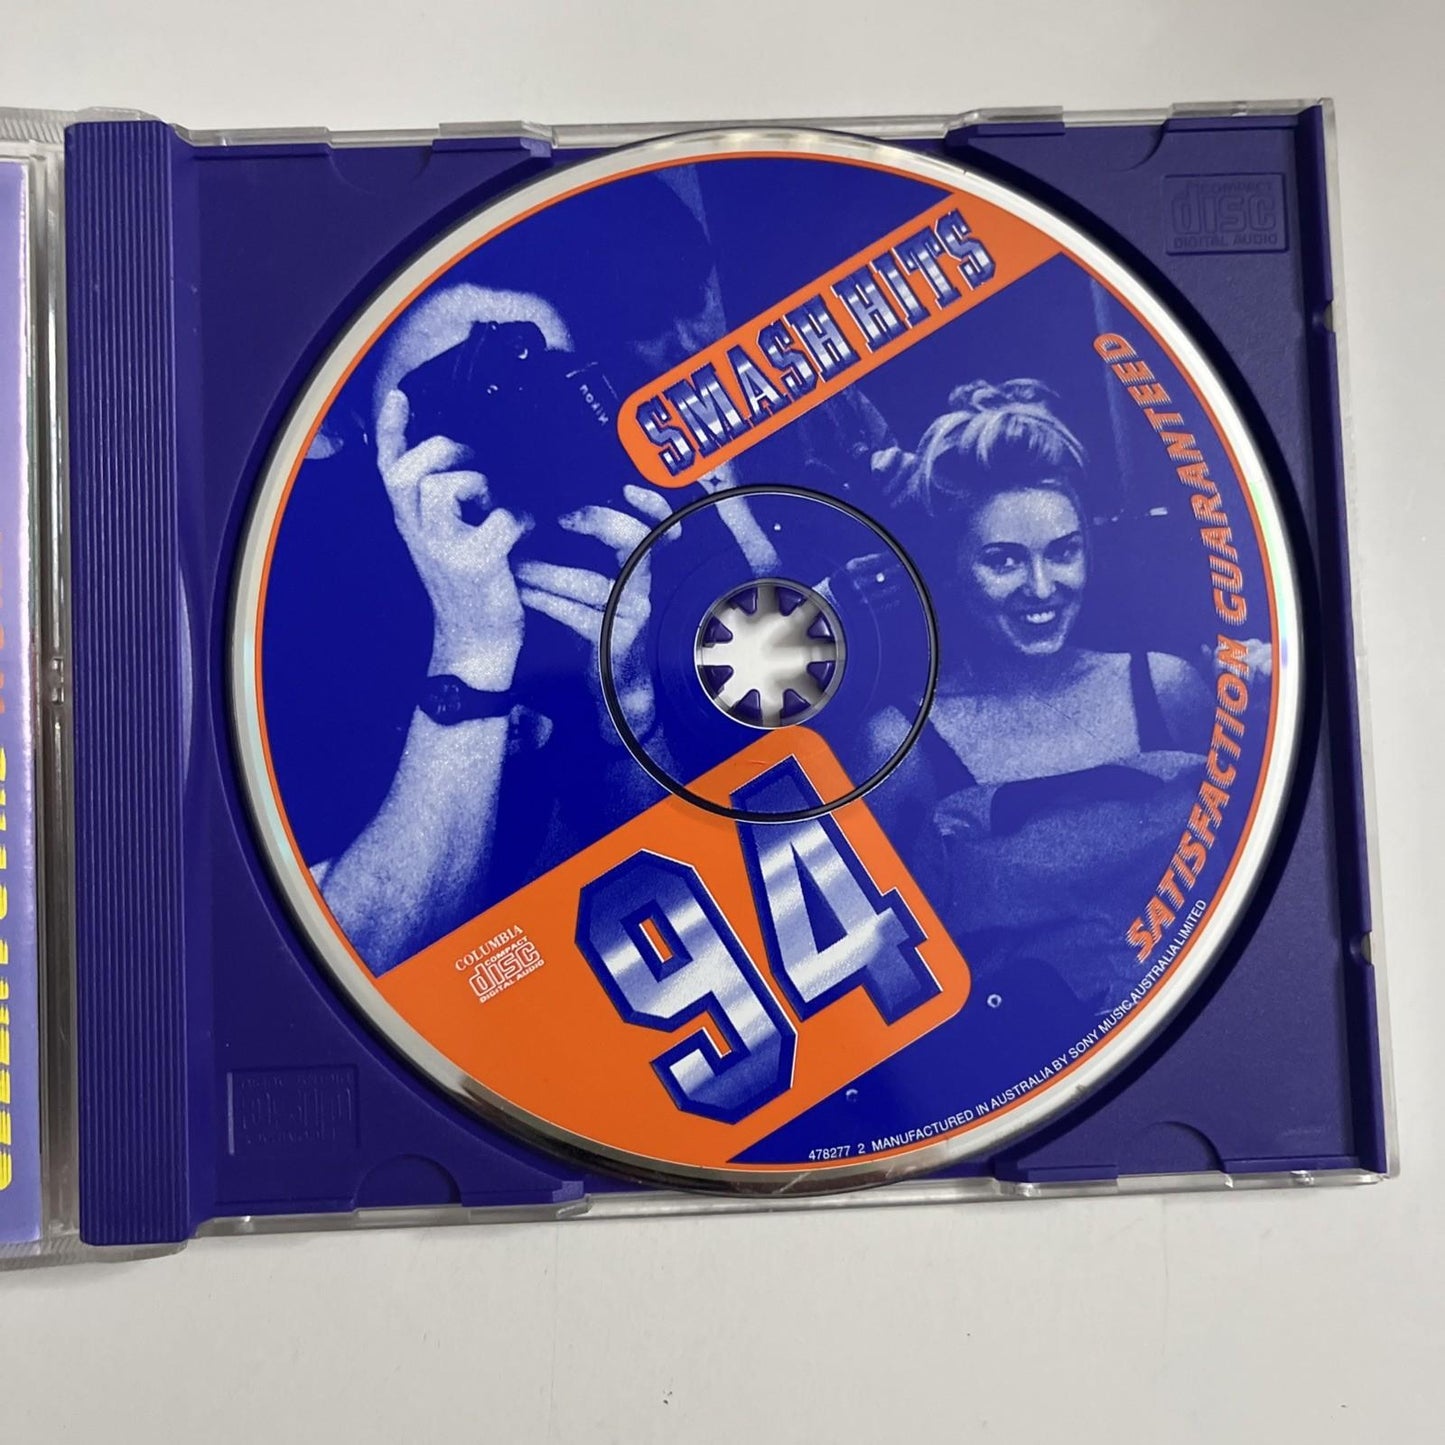 SMASH HITS
94
SATISFACTION GUARANTEED
COLUMBIA
COMPACT
disc
DIGITAL AUDIO
478277 2 MANUFACTURED IN AUSTRALIA BY SONY MUSIC AUSTRALIA LIMITED
Nikon
COMPACT
disc
DIGITAL AUDIO